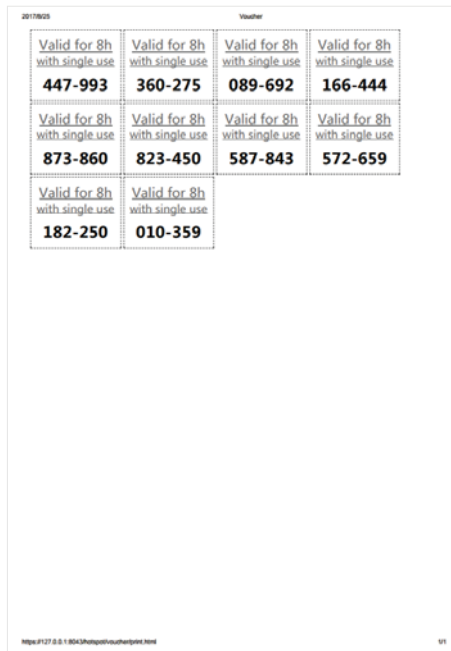 2017/8/25 Voucher
Valid for 8h Valid for 8h Valid for 8h Valid for 8h
with single use with single use with single use with single use
447-993 360-275 089-692 166-444
Valid for 8h Valid for 8h Valid for 8h Valid for 8h
with single use with single use with single use with single use
873-860 823-450 587-843 572-659
Valid for 8h Valid for 8h
with single use with single use
182-250 010-359
https://127.0.0.1:8043/hotspot/voucher/print.html 1/1